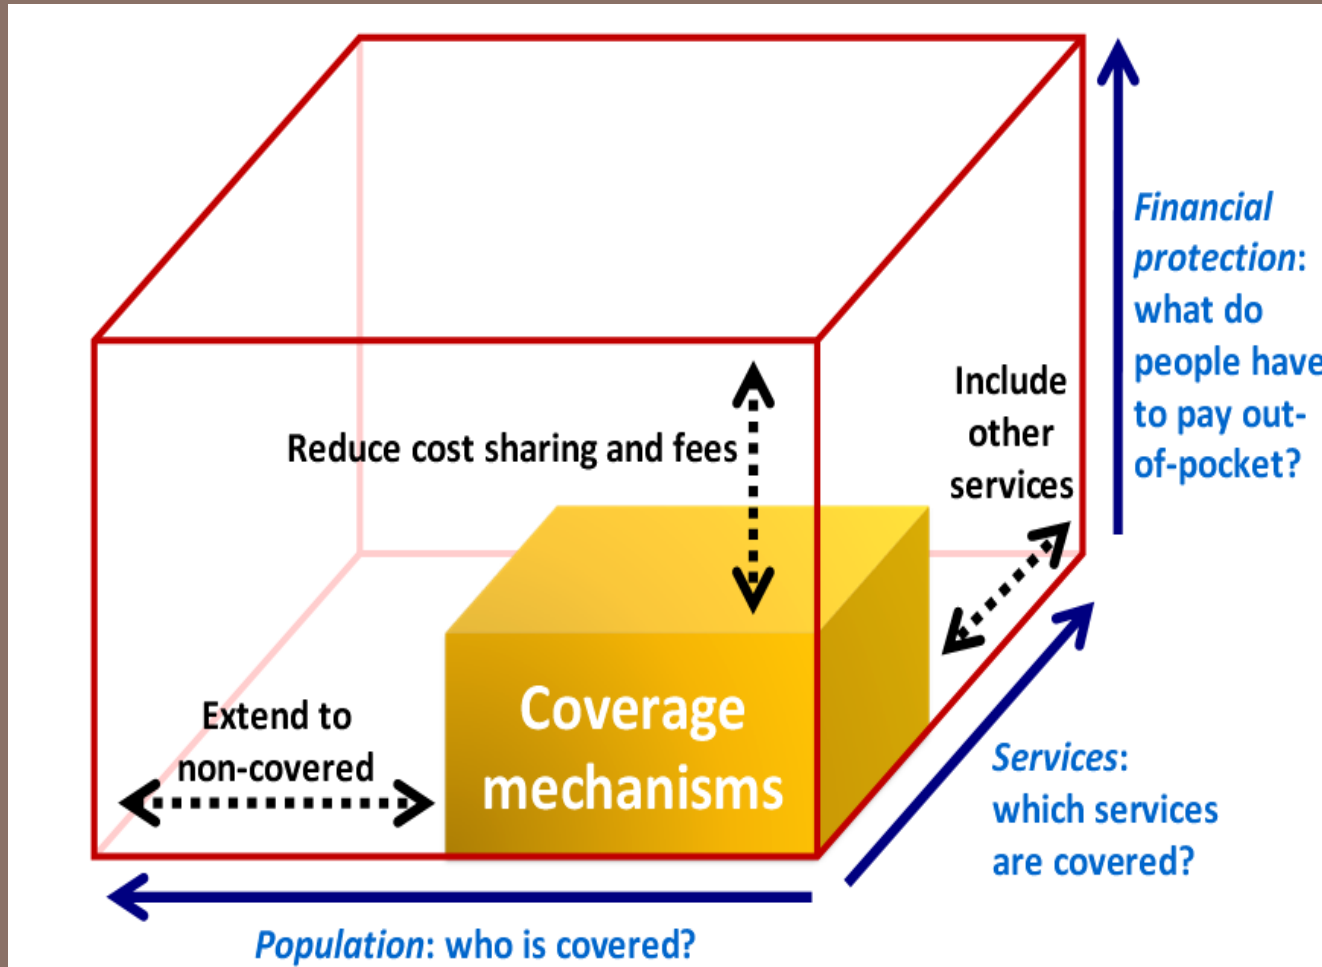 Financial
protection:
what do
people have
to pay out-
of-pocket?
Include
other
services
Reduce cost sharing and fees
Coverage
mechanisms
Extend to
non-covered
Services:
which services
are covered?
Population: who is covered?